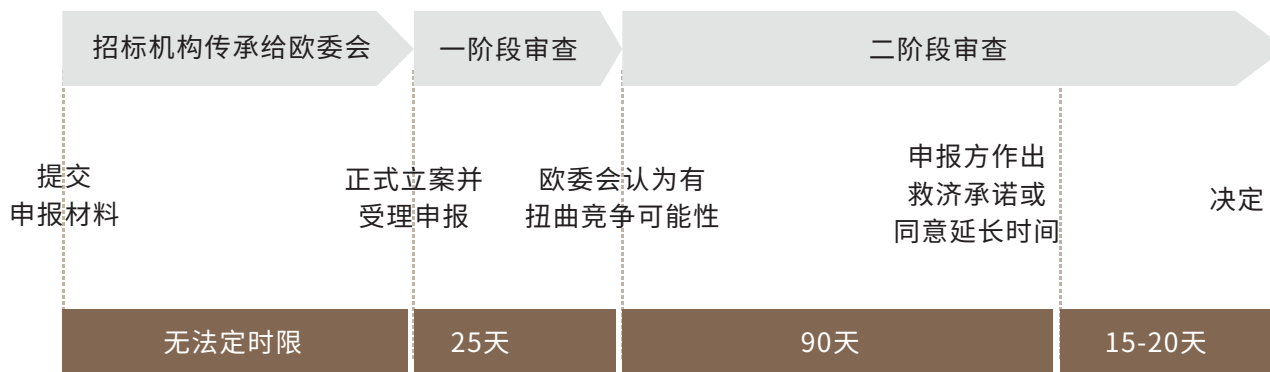 招标机构传承给欧委会
一阶段审查
二阶段审查
提交
申报材料
正式立案并
受理申报
欧委会认为有
扭曲竞争可能性
申报方作出
救济承诺或
同意延长时间
决定
无法定时限
25天
90天
15-20天